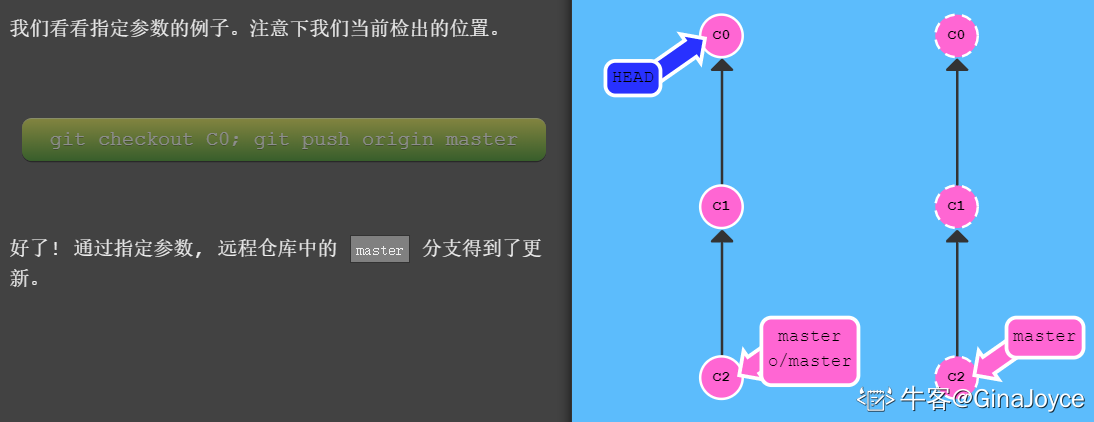 我们看看指定参数的例子。注意下我们当前检出的位置。
git checkout C0; git push origin master
好了! 通过指定参数, 远程仓库中的 master 分支得到了更
新。
C0
HEAD
C1
master
o/master
C2
C0
C1
master
C2
牛客@GinaJoyce